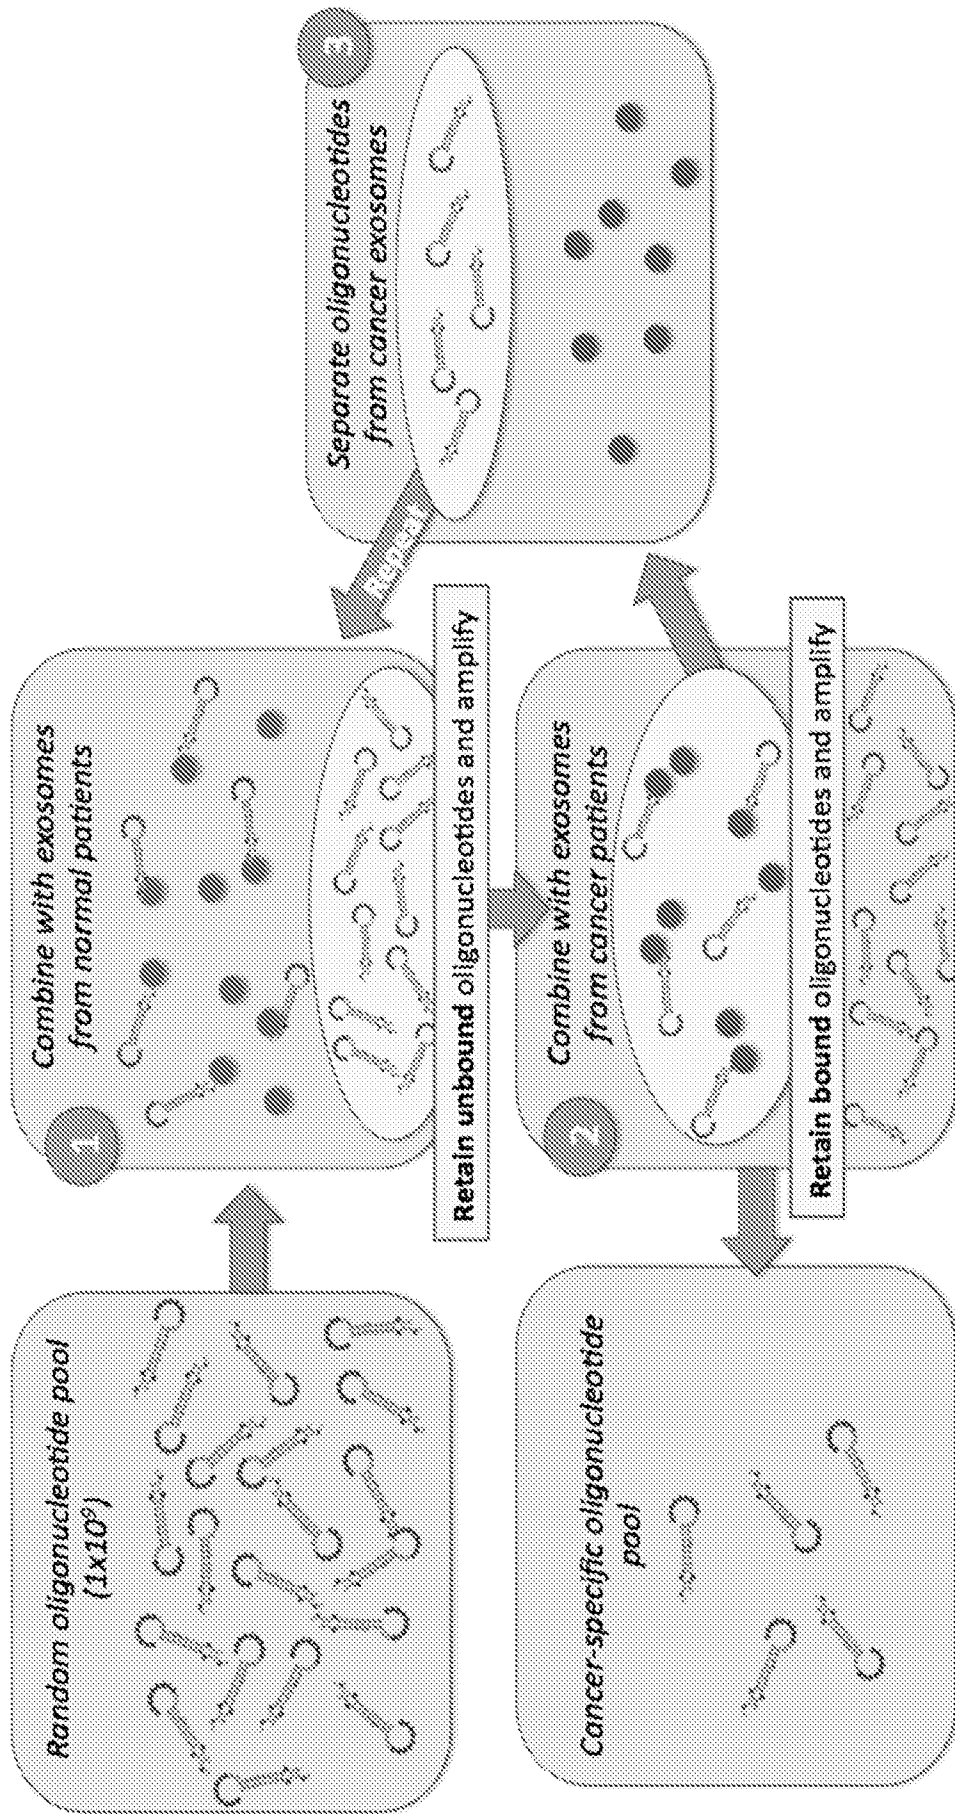 Random oligonucleotide pool
(1x10⁹)
1
Combine with exosomes
from normal patients
Retain unbound oligonucleotides and amplify
2
Combine with exosomes
from cancer patients
Retain bound oligonucleotides and amplify
3
Separate oligonucleotides
from cancer exosomes
Repeat
Cancer-specific oligonucleotide
pool